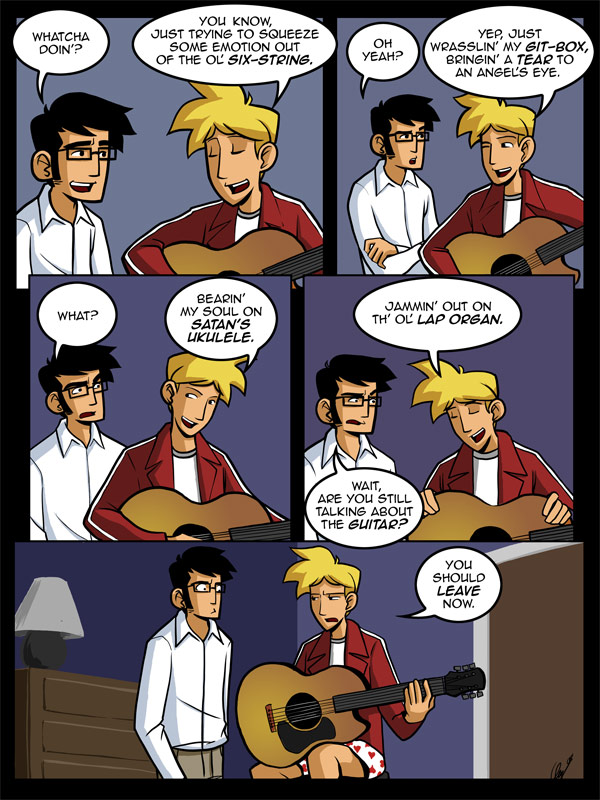 WHATCHA
DOIN'?
YOU KNOW,
JUST TRYING TO SQUEEZE
SOME EMOTION OUT
OF THE OL' SIX-STRING.
OH
YEAH?
YEP, JUST
WRASSLIN' MY GIT-BOX,
BRINGIN' A TEAR TO
AN ANGEL'S EYE.
WHAT?
BEARIN'
MY SOUL ON
SATAN'S
UKULELE.
JAMMIN' OUT ON
TH' OL' LAP ORGAN.
WAIT,
ARE YOU STILL
TALKING ABOUT
THE GUITAR?
YOU
SHOULD
LEAVE
NOW.